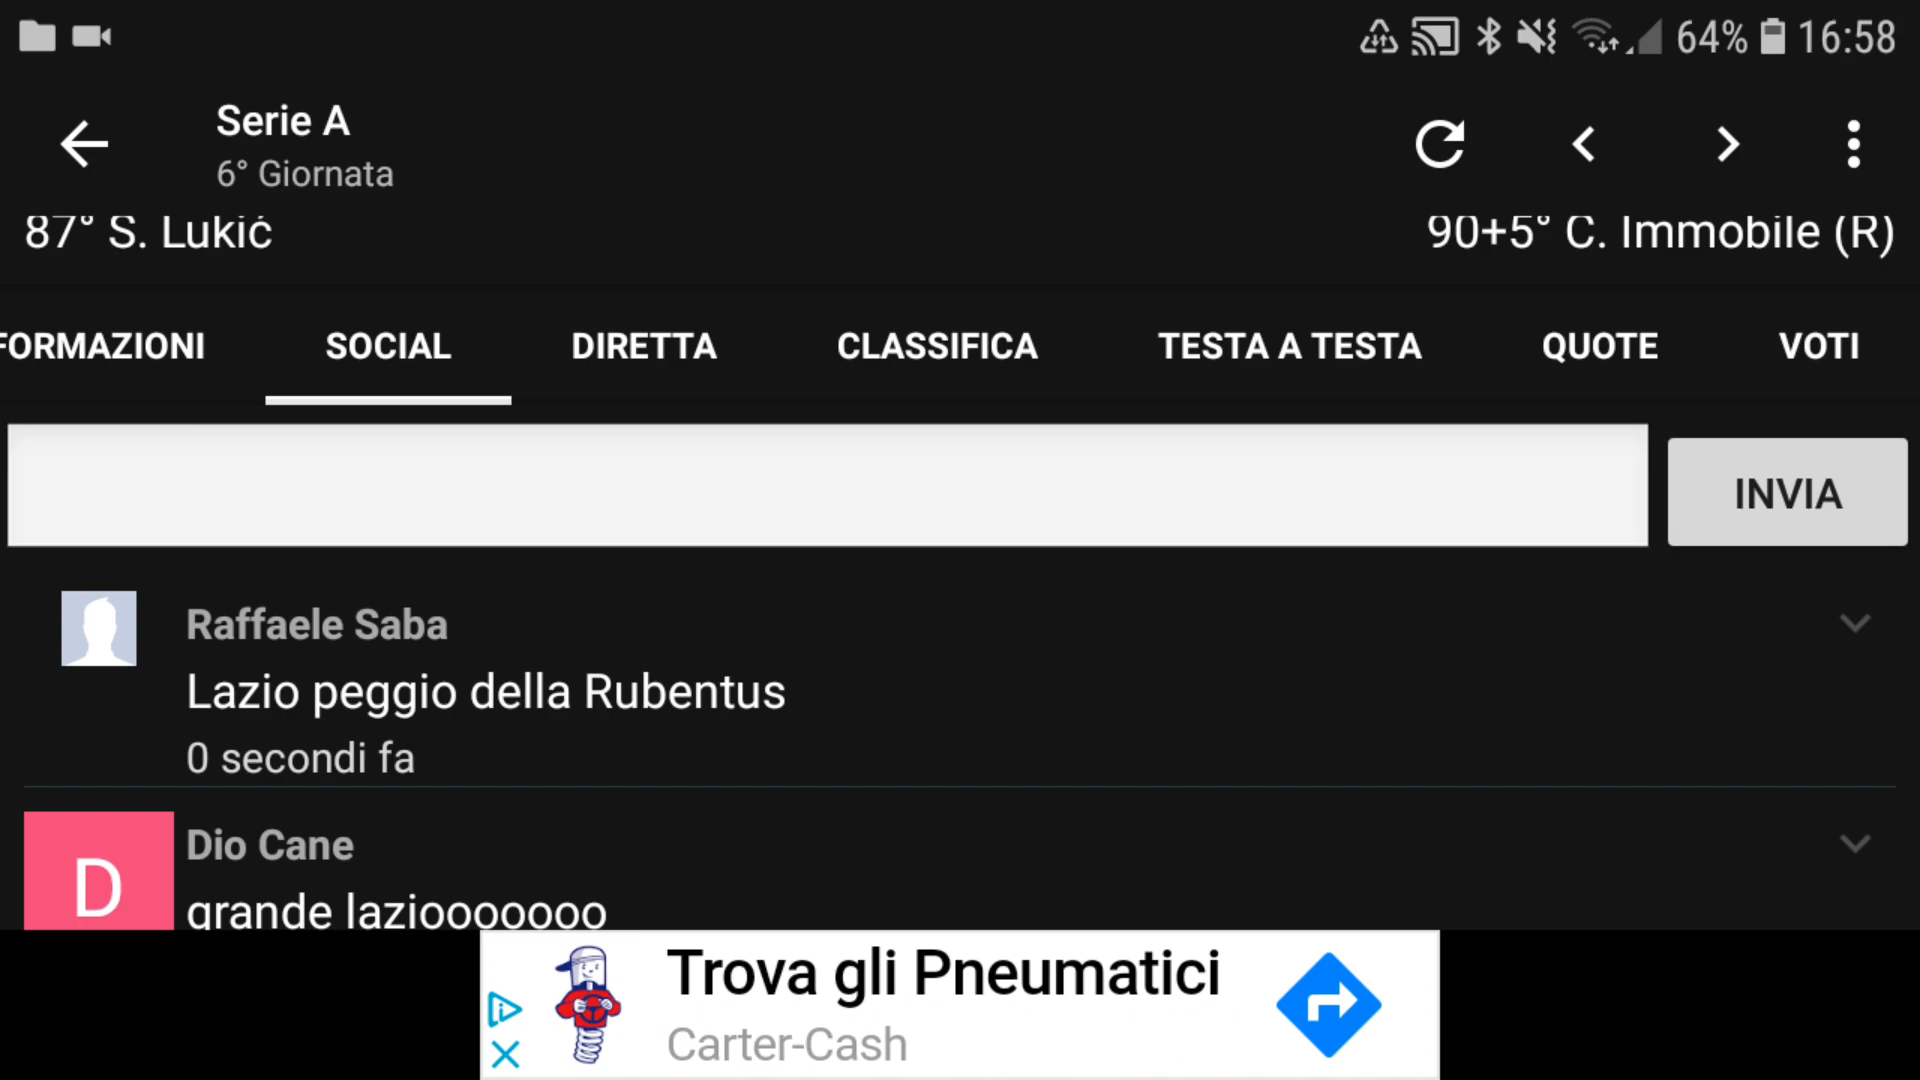 64% 16:58
Serie A
6° Giornata
87° S. Lukić
90+5° C. Immobile (R)
FORMAZIONI SOCIAL DIRETTA CLASSIFICA TESTA A TESTA QUOTE VOTI
INVIA
Raffaele Saba
Lazio peggio della Rubentus
0 secondi fa
D
Dio Cane
grande laziooooooo
Trova gli Pneumatici
Carter-Cash